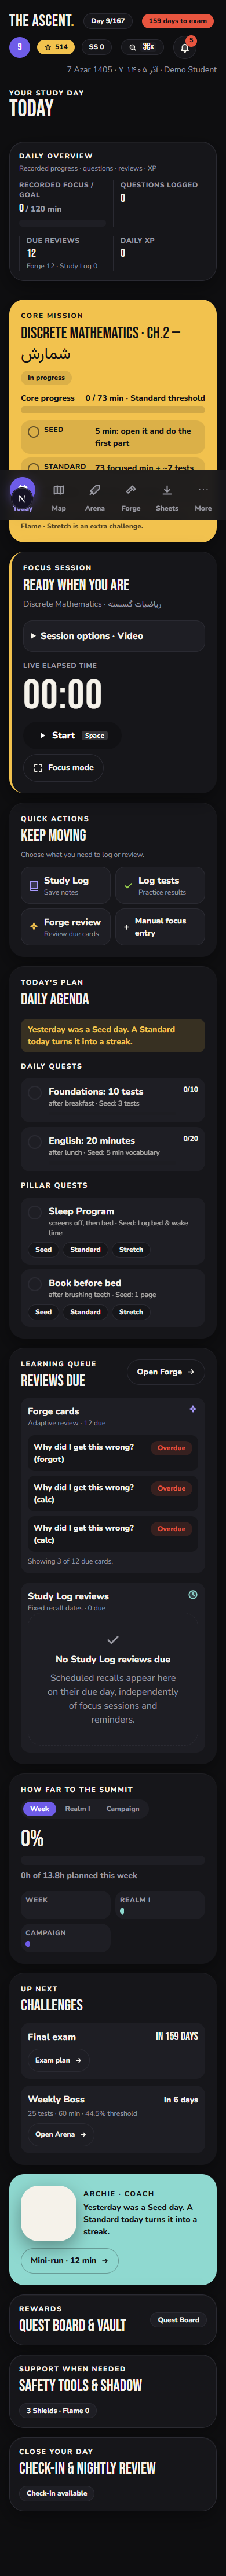 THE ASCENT.
Day 9/167
159 days to exam
9
514
SS 0
⌘K
5
7 Azar 1405 · ۷ آذر ۱۴۰۵ · Demo Student
YOUR STUDY DAY
TODAY
DAILY OVERVIEW
Recorded progress · questions · reviews · XP
RECORDED FOCUS / GOAL
0 / 120 min
QUESTIONS LOGGED
0
DUE REVIEWS
12
Forge 12 · Study Log 0
DAILY XP
0
CORE MISSION
DISCRETE MATHEMATICS · CH.2 —
شمارش
In progress
Core progress
0 / 73 min · Standard threshold
SEED
5 min: open it and do the first part
STANDARD
73 focused min + ~7 tests
Today
N
Map
Arena
Forge
Sheets
More
Flame · Stretch is an extra challenge.
FOCUS SESSION
READY WHEN YOU ARE
Discrete Mathematics · ریاضیات گسسته
Session options · Video
LIVE ELAPSED TIME
00:00
Start
Space
Focus mode
QUICK ACTIONS
KEEP MOVING
Choose what you need to log or review.
Study Log
Save notes
Log tests
Practice results
Forge review
Review due cards
Manual focus entry
TODAY'S PLAN
DAILY AGENDA
Yesterday was a Seed day. A Standard today turns it into a streak.
DAILY QUESTS
Foundations: 10 tests
0/10
after breakfast · Seed: 3 tests
English: 20 minutes
0/20
after lunch · Seed: 5 min vocabulary
PILLAR QUESTS
Sleep Program
screens off, then bed · Seed: Log bed & wake time
Seed
Standard
Stretch
Book before bed
after brushing teeth · Seed: 1 page
Seed
Standard
Stretch
LEARNING QUEUE
REVIEWS DUE
Open Forge →
Forge cards
Adaptive review · 12 due
Why did I get this wrong? (forgot)
Overdue
Why did I get this wrong? (calc)
Overdue
Why did I get this wrong? (calc)
Overdue
Showing 3 of 12 due cards.
Study Log reviews
Fixed recall dates · 0 due
No Study Log reviews due
Scheduled recalls appear here on their due day, independently of focus sessions and reminders.
HOW FAR TO THE SUMMIT
Week
Realm I
Campaign
0%
0h of 13.8h planned this week
WEEK
REALM I
CAMPAIGN
UP NEXT
CHALLENGES
Final exam
IN 159 DAYS
Exam plan →
Weekly Boss
In 6 days
25 tests · 60 min · 44.5% threshold
Open Arena →
ARCHIE · COACH
Yesterday was a Seed day. A Standard today turns it into a streak.
Mini-run · 12 min →
REWARDS
QUEST BOARD & VAULT
Quest Board
SUPPORT WHEN NEEDED
SAFETY TOOLS & SHADOW
3 Shields · Flame 0
CLOSE YOUR DAY
CHECK-IN & NIGHTLY REVIEW
Check-in available